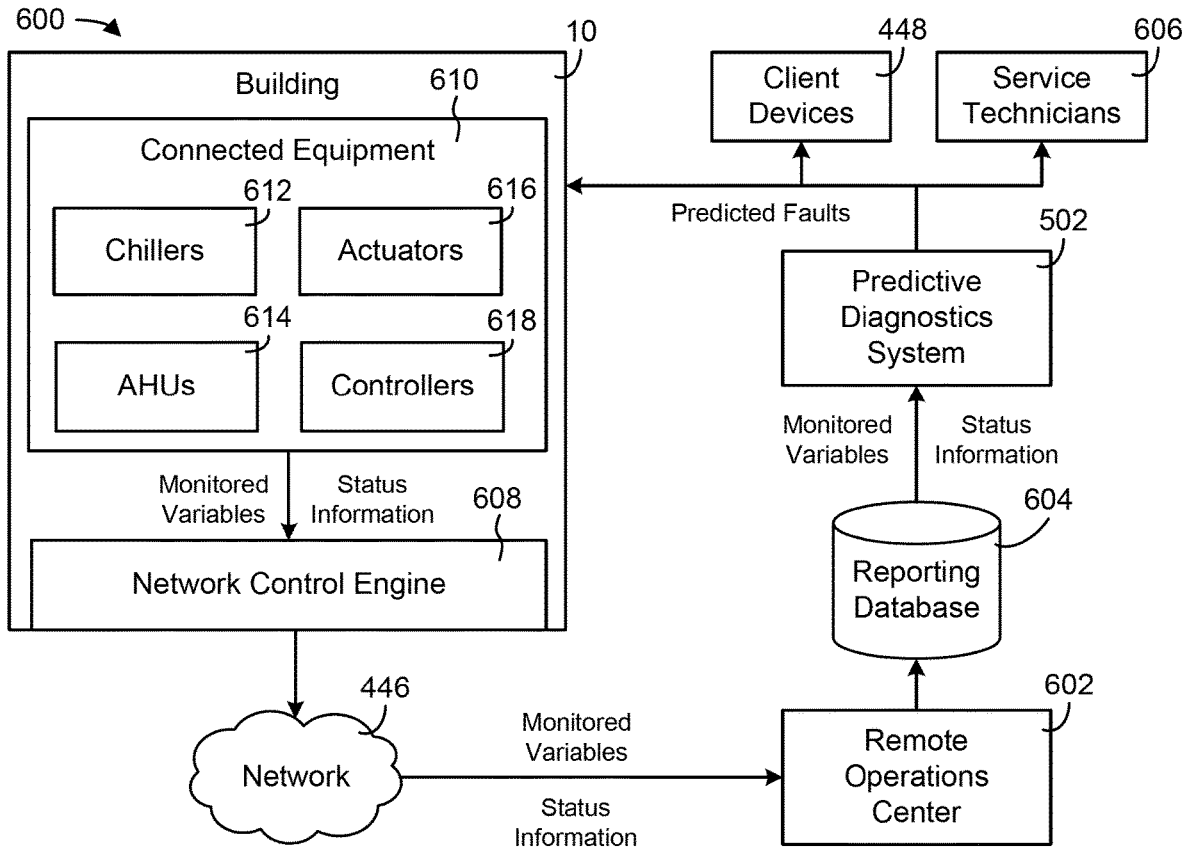 600
10
Building
610
Connected Equipment
612
Chillers
616
Actuators
614
AHUs
618
Controllers
Monitored
Variables
Status
Information
608
Network Control Engine
446
Network
Monitored
Variables
Status
Information
448
Client
Devices
606
Service
Technicians
Predicted Faults
502
Predictive
Diagnostics
System
Monitored
Variables
Status
Information
604
Reporting
Database
602
Remote
Operations
Center